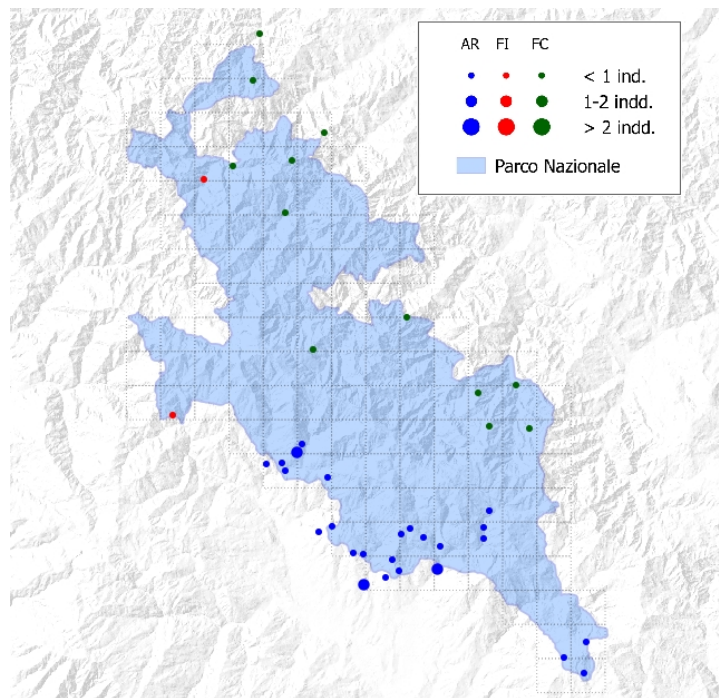 AR FI FC
< 1 ind.
1-2 indd.
> 2 indd.
Parco Nazionale